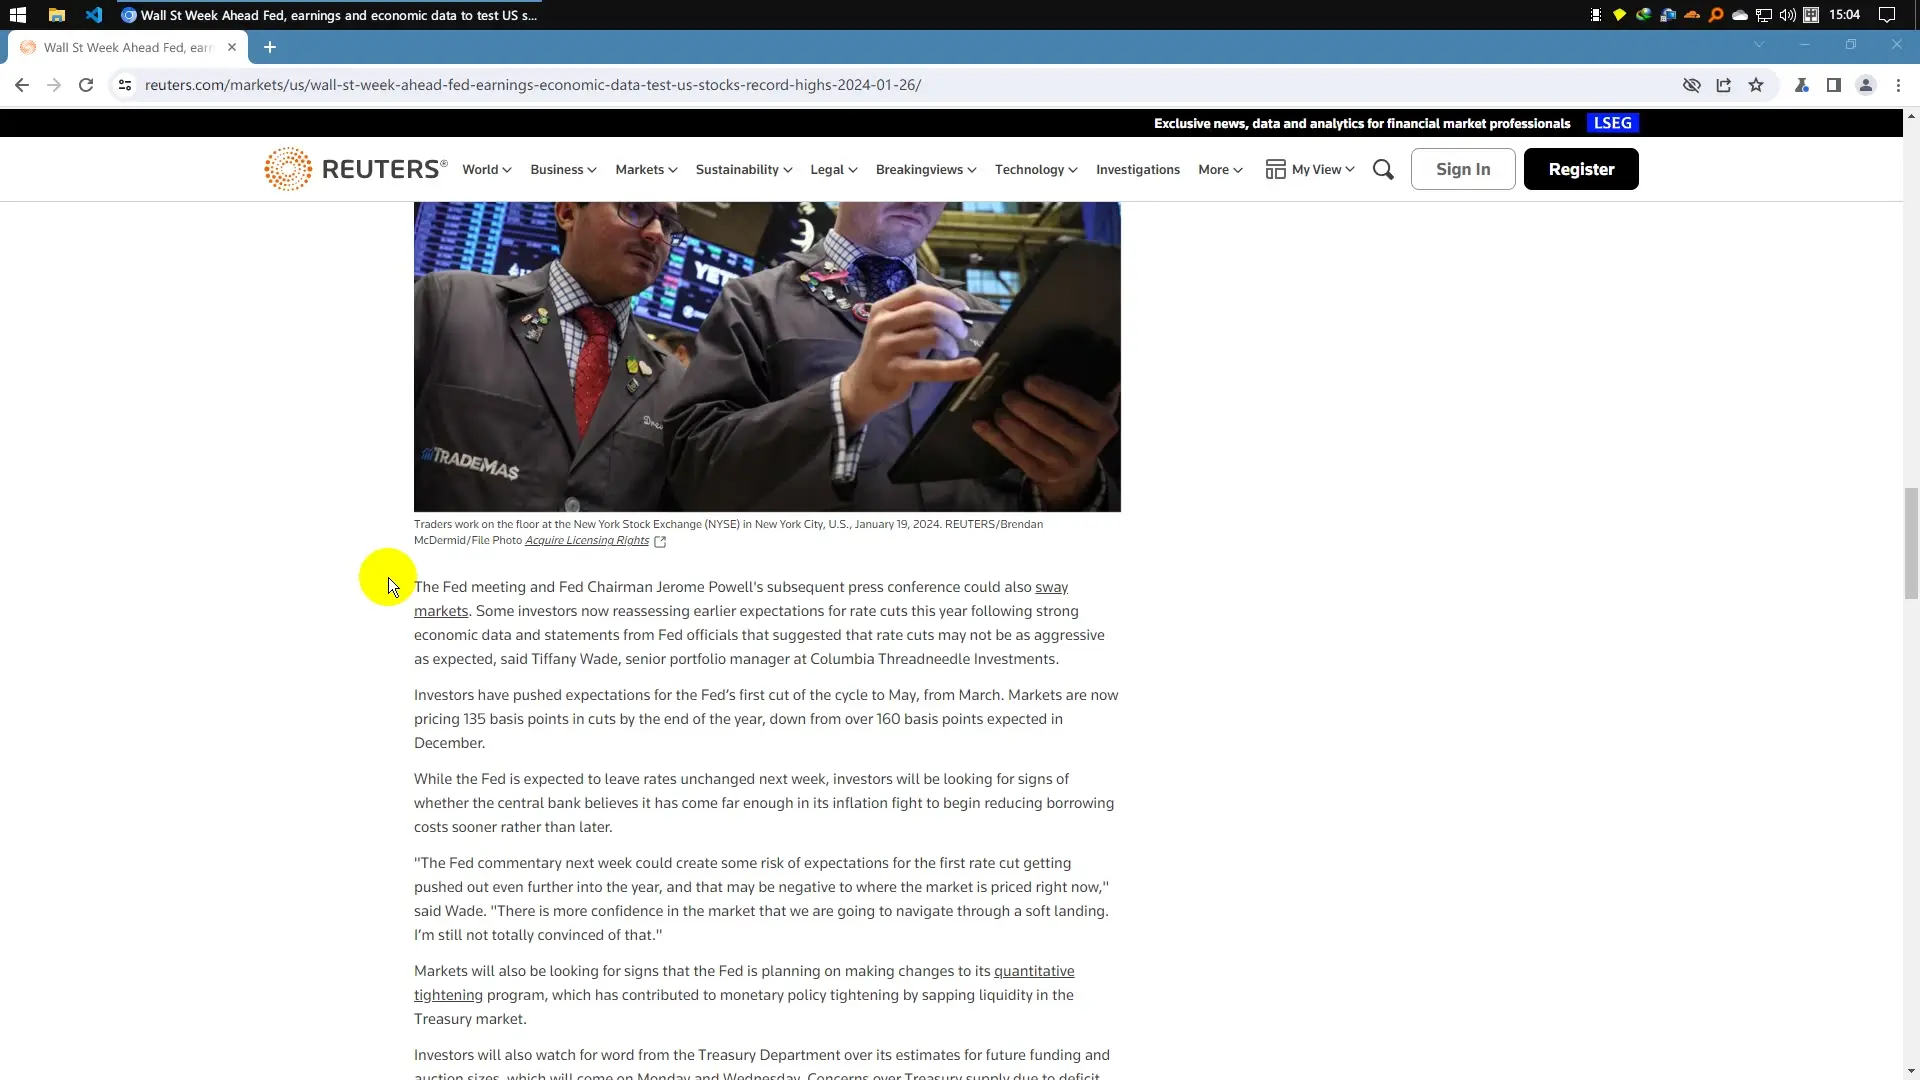 Wall St Week Ahead Fed, earnings and economic data to test US s...
15:04
Wall St Week Ahead Fed, earn
reuters.com/markets/us/wall-st-week-ahead-fed-earnings-economic-data-test-us-stocks-record-highs-2024-01-26/
Exclusive news, data and analytics for financial market professionals LSEG
REUTERS® World Business Markets Sustainability Legal Breakingviews Technology Investigations More My View Sign In Register
YET
TRADEMAS
Traders work on the floor at the New York Stock Exchange (NYSE) in New York City, U.S., January 19, 2024. REUTERS/Brendan
McDermid/File Photo Acquire Licensing Rights
The Fed meeting and Fed Chairman Jerome Powell's subsequent press conference could also sway
markets. Some investors now reassessing earlier expectations for rate cuts this year following strong
economic data and statements from Fed officials that suggested that rate cuts may not be as aggressive
as expected, said Tiffany Wade, senior portfolio manager at Columbia Threadneedle Investments.
Investors have pushed expectations for the Fed’s first cut of the cycle to May, from March. Markets are now
pricing 135 basis points in cuts by the end of the year, down from over 160 basis points expected in
December.
While the Fed is expected to leave rates unchanged next week, investors will be looking for signs of
whether the central bank believes it has come far enough in its inflation fight to begin reducing borrowing
costs sooner rather than later.
"The Fed commentary next week could create some risk of expectations for the first rate cut getting
pushed out even further into the year, and that may be negative to where the market is priced right now,"
said Wade. "There is more confidence in the market that we are going to navigate through a soft landing.
I’m still not totally convinced of that."
Markets will also be looking for signs that the Fed is planning on making changes to its quantitative
tightening program, which has contributed to monetary policy tightening by sapping liquidity in the
Treasury market.
Investors will also watch for word from the Treasury Department over its estimates for future funding and
auction sizes, which will come on Monday and Wednesday. Concerns over Treasury supply due to deficit